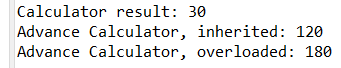 Calculator result: 30
Advance Calculator, inherited: 120
Advance Calculator, overloaded: 180